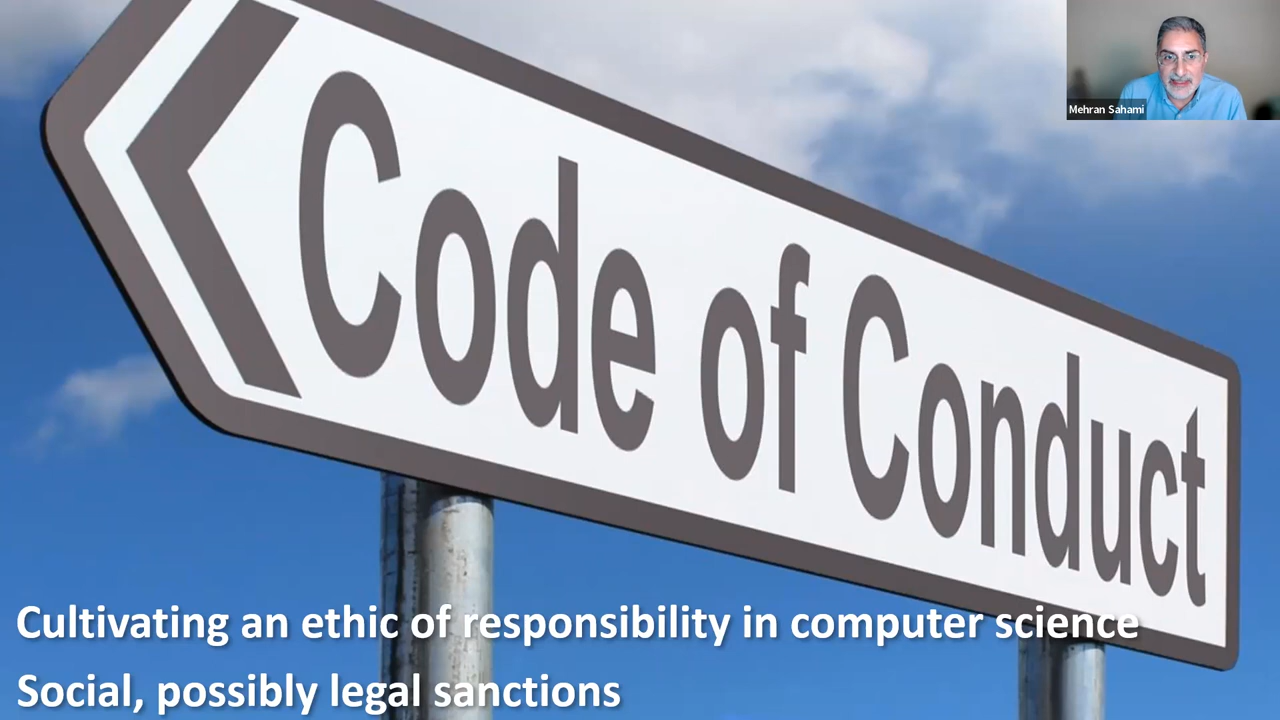 Mehran Sahami
Code of Conduct
Cultivating an ethic of responsibility in computer science
Social, possibly legal sanctions